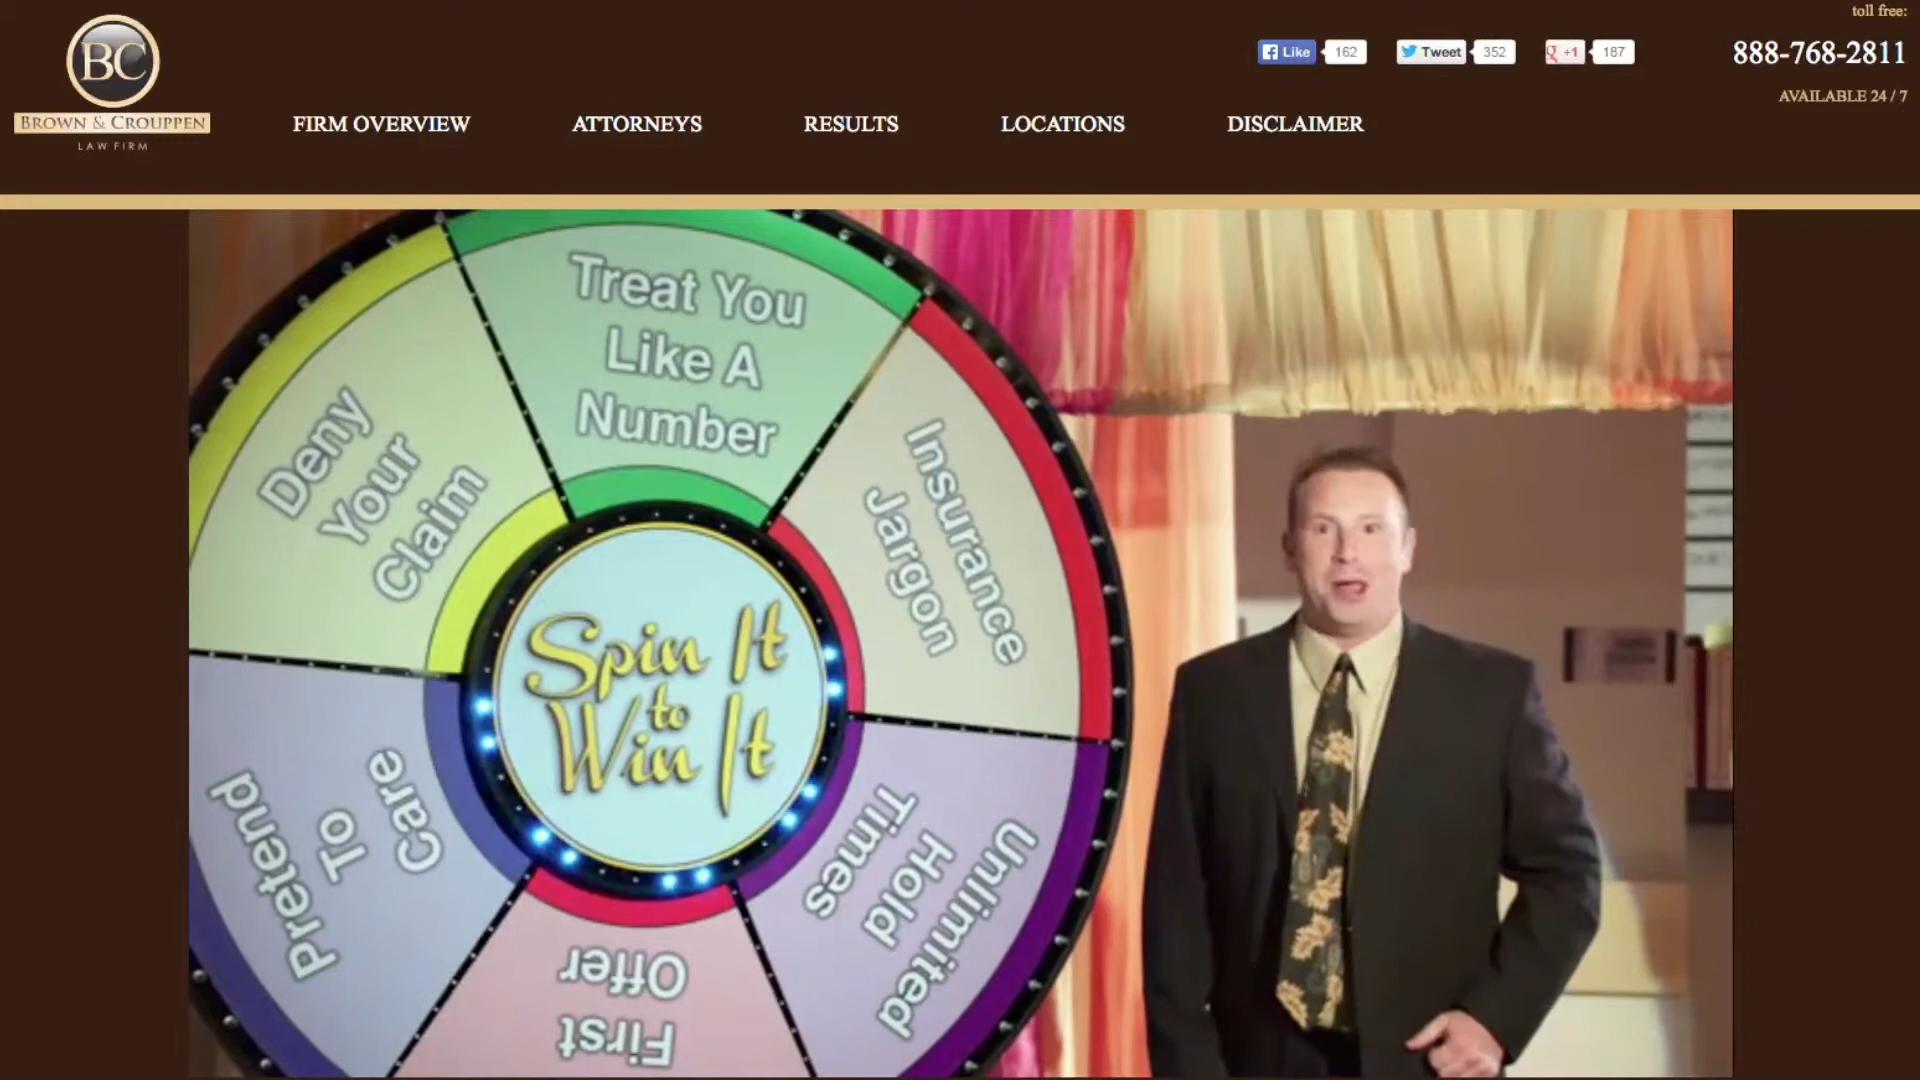 toll free:
BC
Like 162
Tweet 352
+1 187
888-768-2811
AVAILABLE 24 / 7
BROWN & CROUPPEN
LAW FIRM
FIRM OVERVIEW
ATTORNEYS
RESULTS
LOCATIONS
DISCLAIMER
Treat You
Like A
Number
Insurance
Jargon
Unlimited
Hold
Times
First
Offer
Pretend
To
Care
Deny
Your
Claim
Spin It
to
Win It